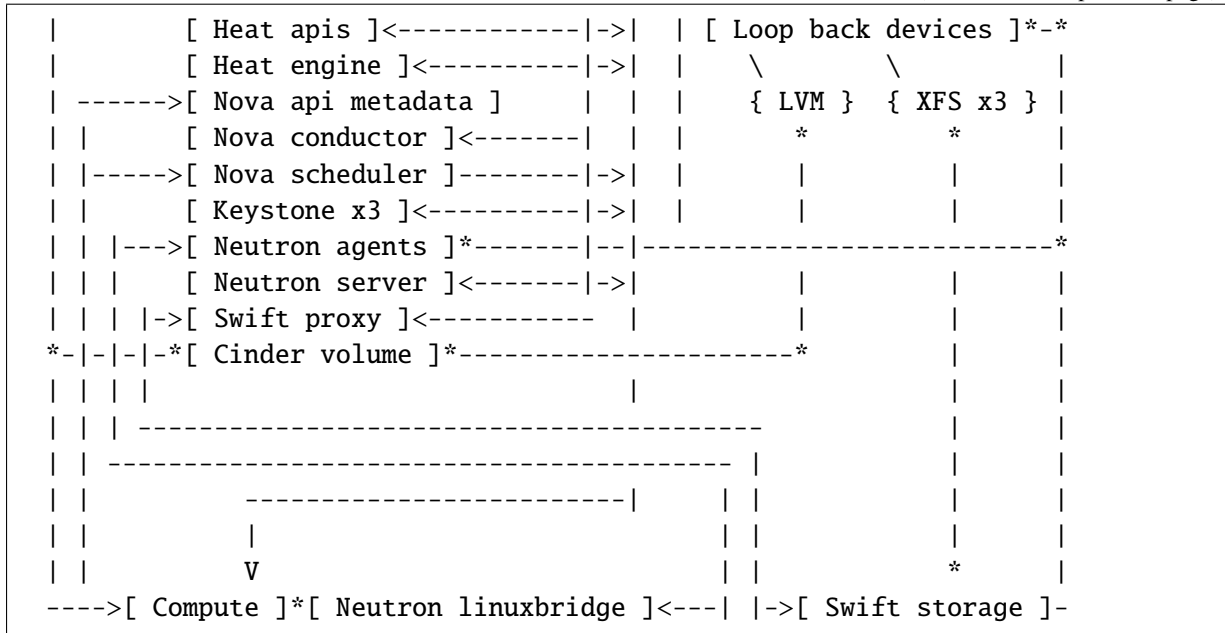 |        [ Heat apis ]<------------|->|  | [ Loop back devices ]*-*
|        [ Heat engine ]<----------|->|  |    \        \          |
| ------>[ Nova api metadata ]     |  |  |    { LVM }  { XFS x3 } |
| |      [ Nova conductor ]<-------|  |  |       *         *      |
| |----->[ Nova scheduler ]--------|->|  |       |         |      |
| |      [ Keystone x3 ]<----------|->|  |       |         |      |
| | |--->[ Neutron agents ]*-------|--|---------------------------*
| | |    [ Neutron server ]<-------|->|          |         |      |
| | | |->[ Swift proxy ]<-----------  |          |         |      |
*-|-|-|-*[ Cinder volume ]*----------------------*         |      |
| | | |                               |                    |      |
| | | -----------------------------------------            |      |
| | ----------------------------------------- |            |      |
| |          -------------------------|     | |            |      |
| |          |                              | |            |      |
| |          V                              | |            *      |
---->[ Compute ]*[ Neutron linuxbridge ]<---| |->[ Swift storage ]-